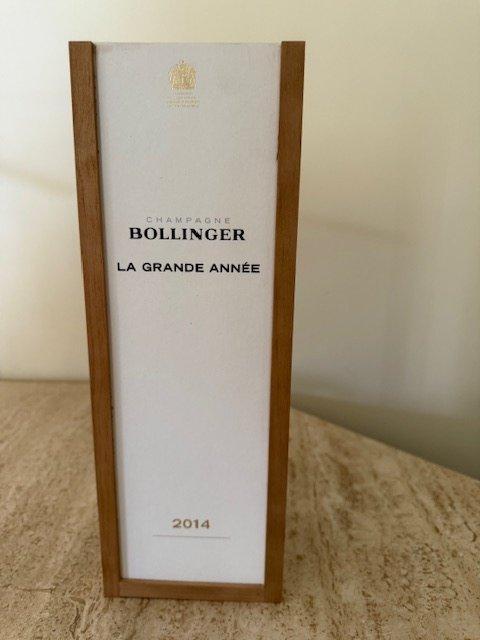 CHAMPAGNE
BOLLINGER
LA GRANDE ANNÉE
2014